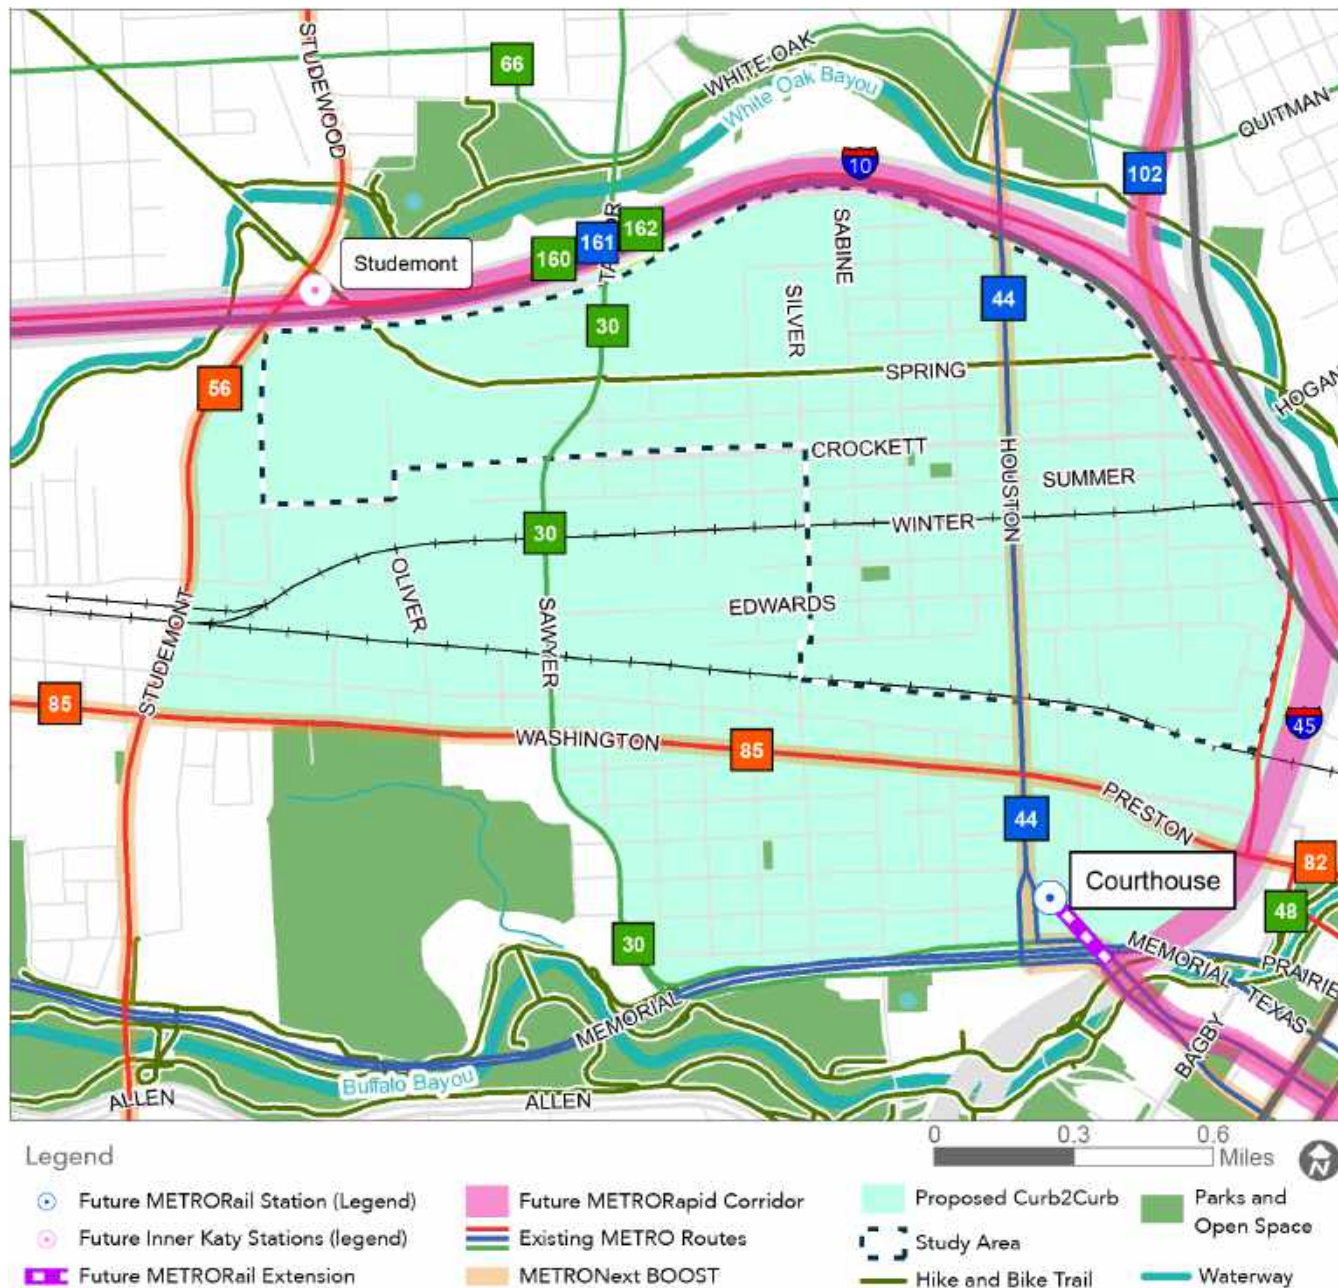 STUDEWOOD
66
WHITE OAK
White Oak Bayou
QUITMAN
10
102
162
161
160
Studemont
SABINE
SILVER
44
30
SPRING
56
HOGAN
CROCKETT
HOUSTON
SUMMER
30
WINTER
OLIVER
SAWYER
EDWARDS
STUDEMONT
85
WASHINGTON
85
45
PRESTON
44
82
Courthouse
48
30
MEMORIAL
PRAIRIE
TEXAS
MEMORIAL
BAGBY
Buffalo Bayou
ALLEN
ALLEN
0 0.3 0.6
Miles
N
Legend
Future METRORail Station (Legend)
Future Inner Katy Stations (legend)
Future METRORail Extension
Future METRORapid Corridor
Existing METRO Routes
METRONext BOOST
Proposed Curb2Curb
Study Area
Hike and Bike Trail
Parks and
Open Space
Waterway